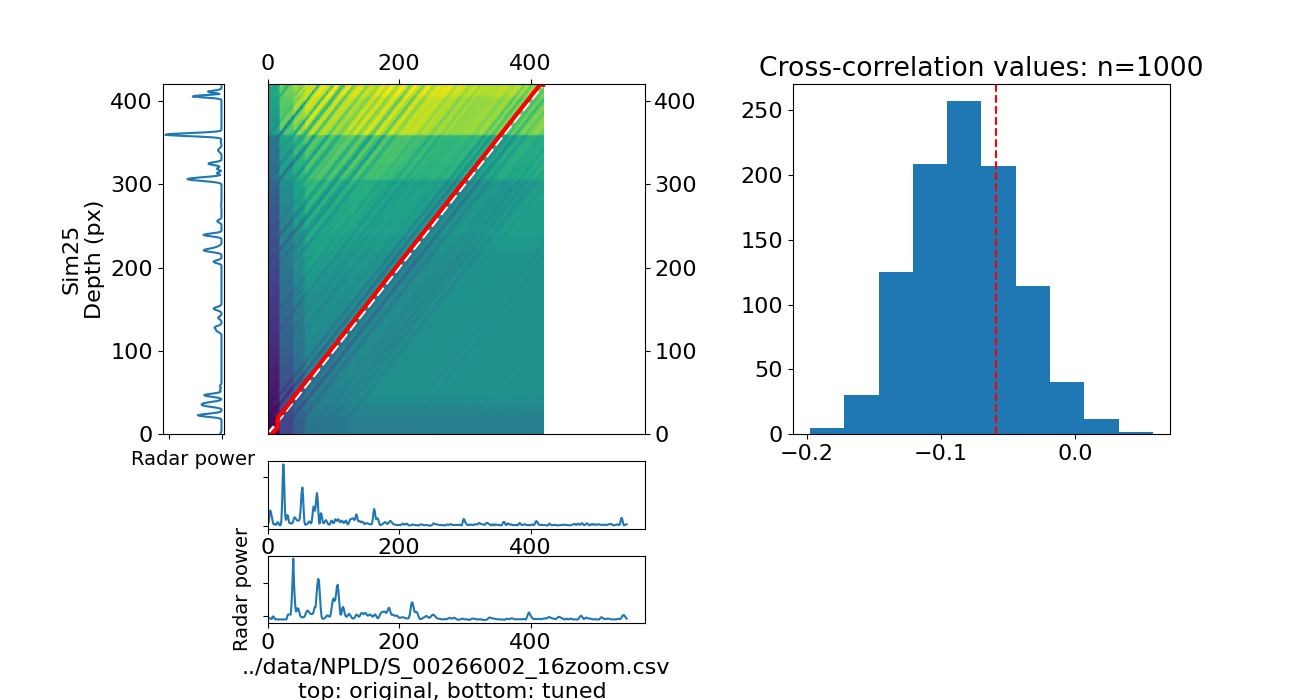 Cross-correlation values: n=1000
0 200 400
400
300
200
100
0
Sim25
Depth (px)
Radar power
400
300
200
100
0
250
200
150
100
50
0
−0.2 −0.1 0.0
0 200 400
Radar power
0 200 400
../data/NPLD/S_00266002_16zoom.csv
top: original, bottom: tuned